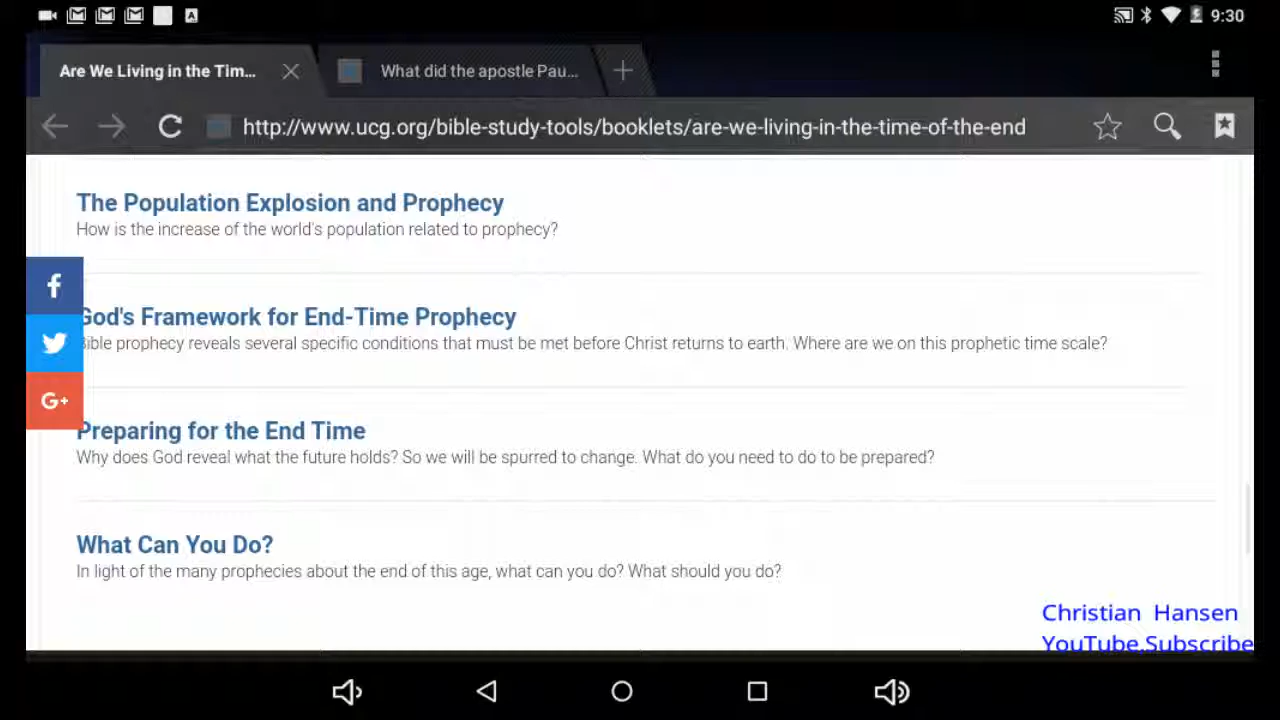 9:30
Are We Living in the Tim...
What did the apostle Pau...
http://www.ucg.org/bible-study-tools/booklets/are-we-living-in-the-time-of-the-end
The Population Explosion and Prophecy
How is the increase of the world's population related to prophecy?
God's Framework for End-Time Prophecy
Bible prophecy reveals several specific conditions that must be met before Christ returns to earth. Where are we on this prophetic time scale?
Preparing for the End Time
Why does God reveal what the future holds? So we will be spurred to change. What do you need to do to be prepared?
What Can You Do?
In light of the many prophecies about the end of this age, what can you do? What should you do?
Christian Hansen
YouTube.Subscribe